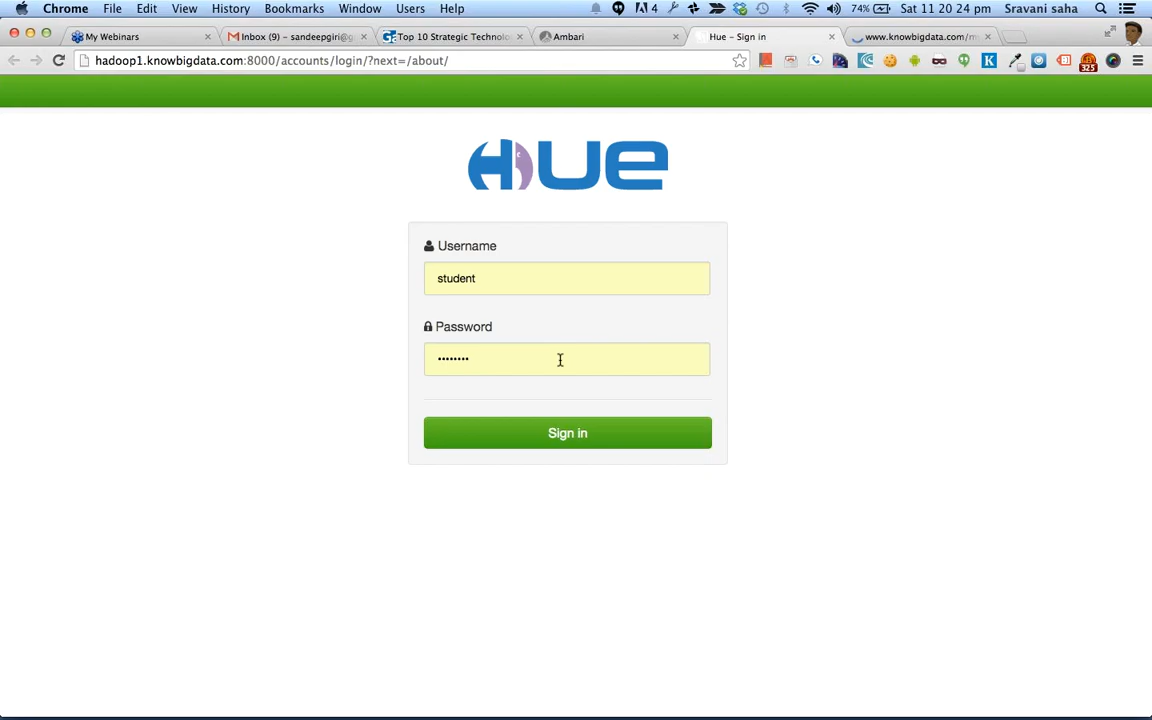 Chrome File Edit View History Bookmarks Window Users Help 4 74% Sat 11 20 24 pm Sravani saha
My Webinars Inbox (9) – sandeepgiri@g Top 10 Strategic Technolo Ambari Hue – Sign in www.knowbigdata.com/m
hadoop1.knowbigdata.com:8000/accounts/login/?next=/about/ K 325
HUE
Username
student
Password
••••••••
Sign in